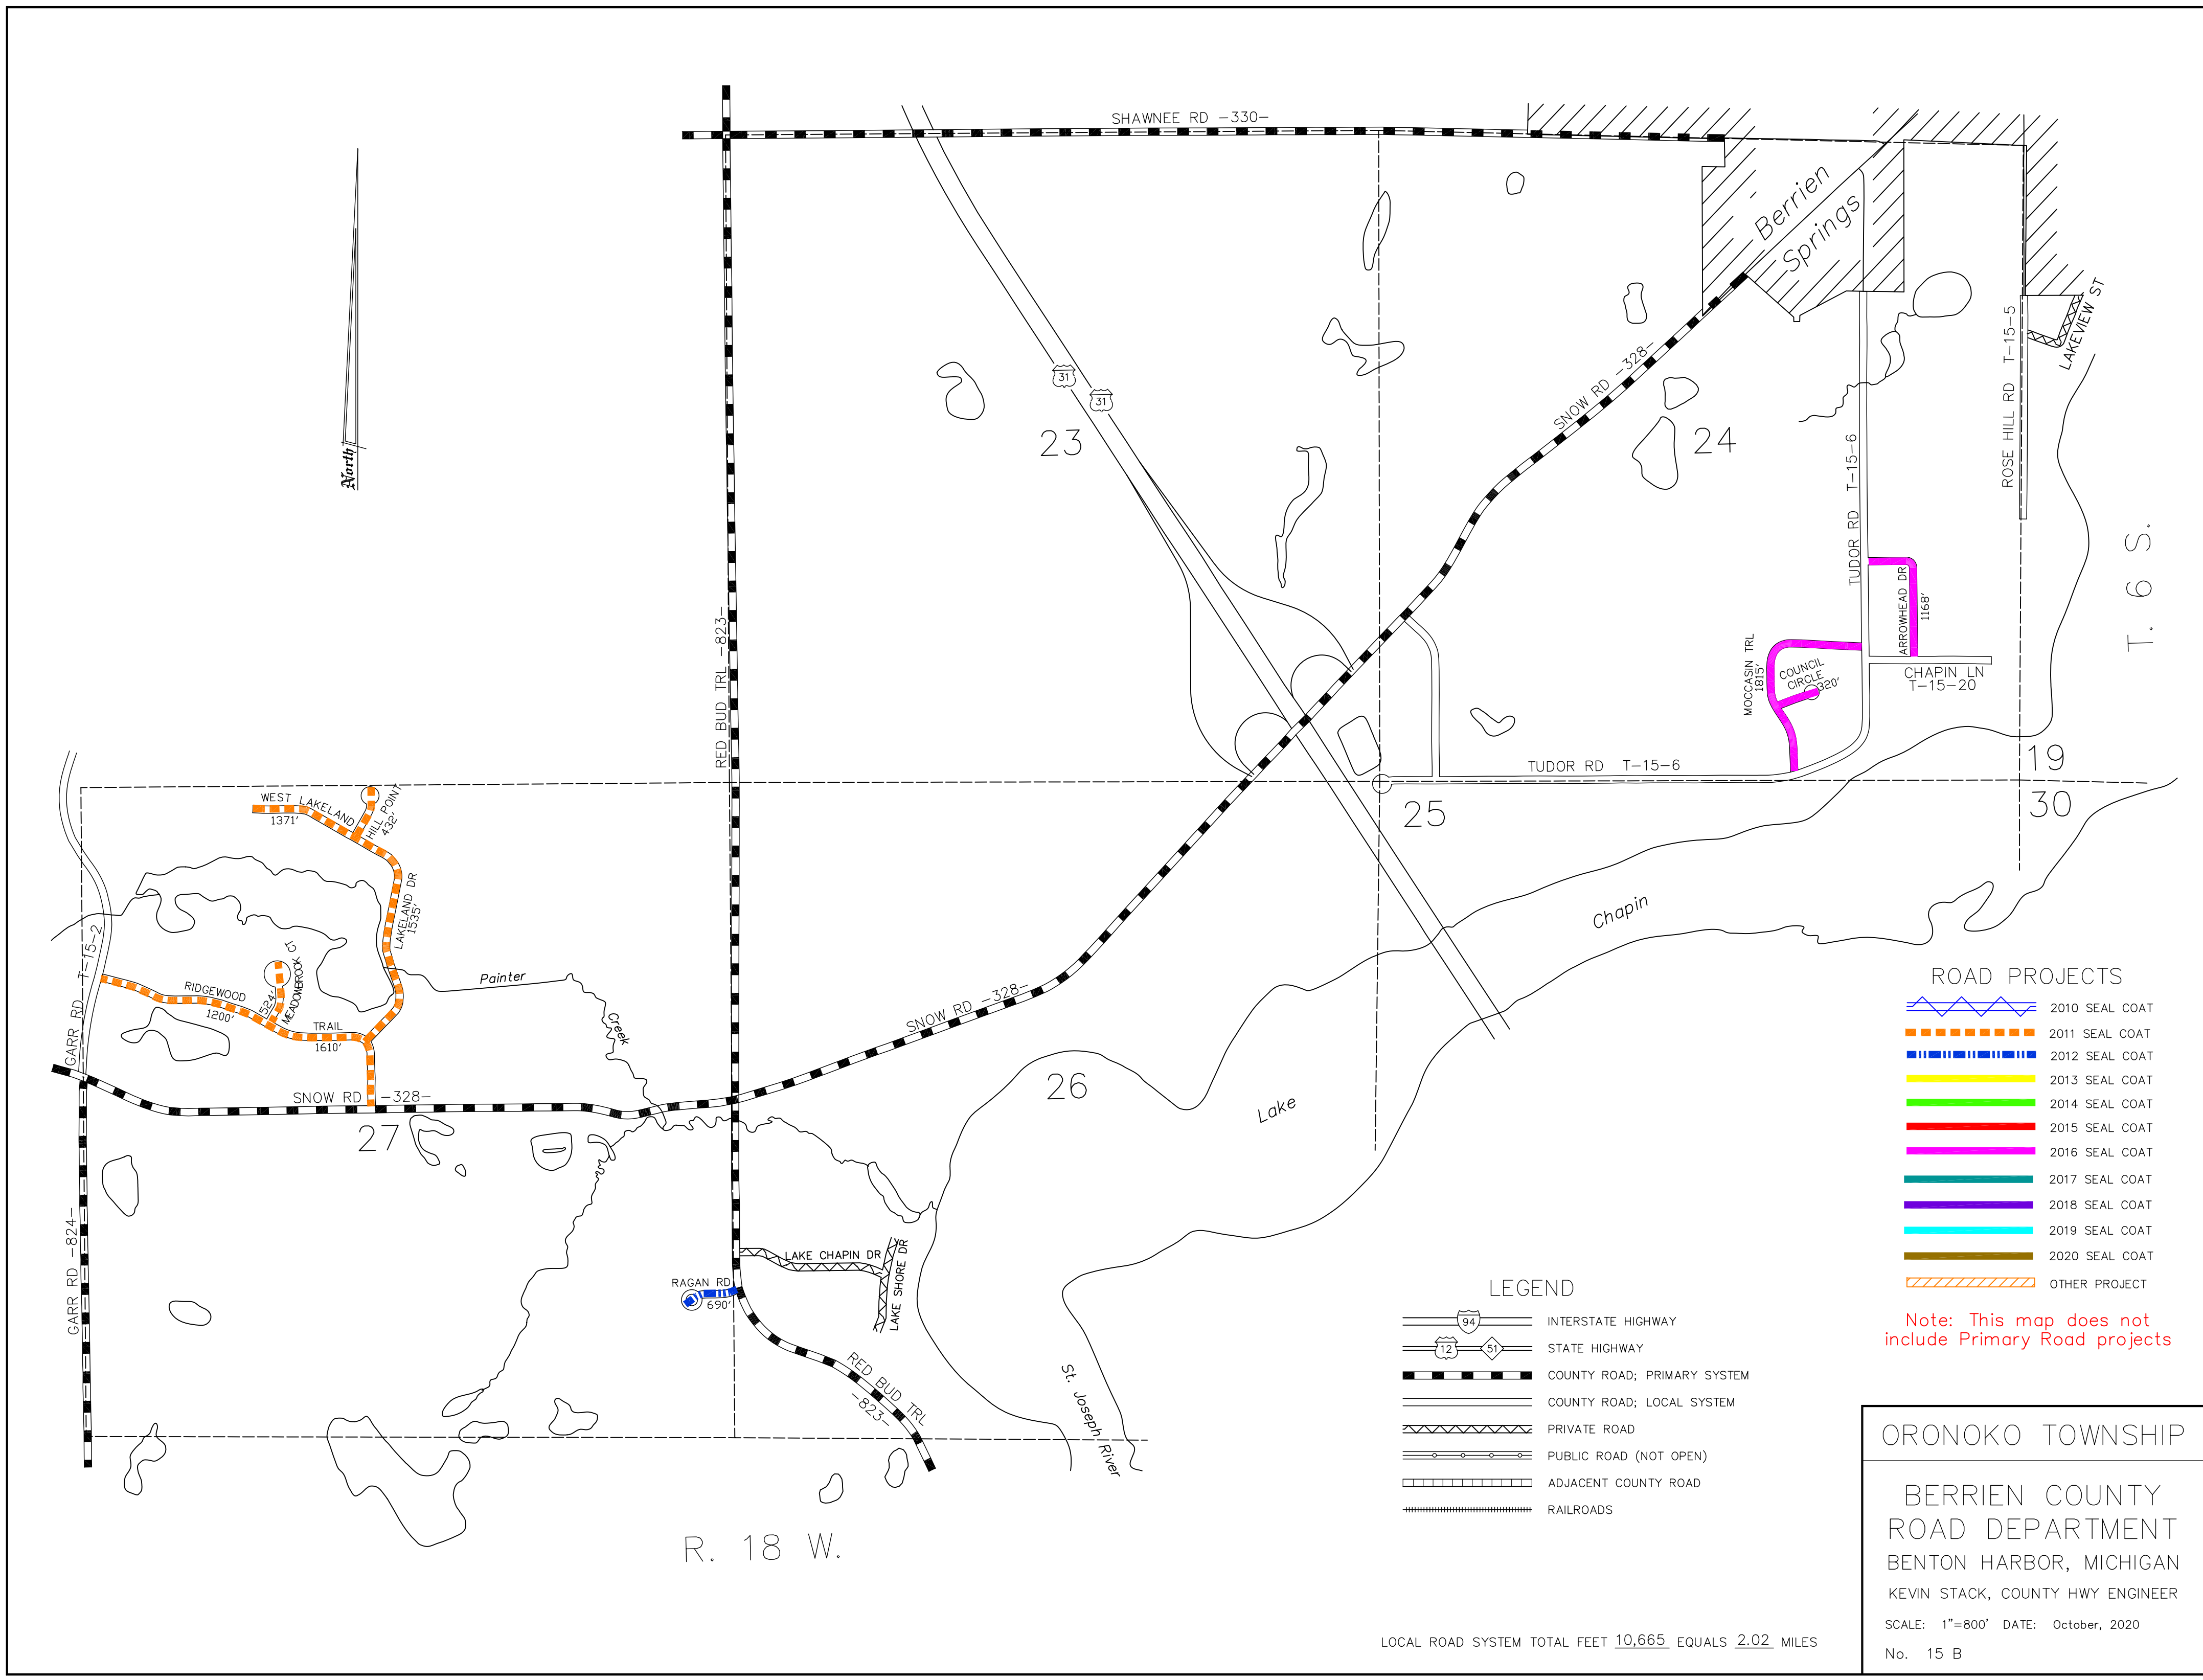 SHAWNEE RD -330-
North
Berrien
Springs
31
31
23
24
SNOW RD -328-
RED BUD TRL -823-
TUDOR RD T-15-6
ROSE HILL RD T-15-5
LAKEVIEW ST
T. 6 S.
ARROWHEAD DR
1168'
MOCCASIN TRL
1815'
COUNCIL
CIRCLE
320'
CHAPIN LN
T-15-20
TUDOR RD T-15-6
19
30
25
WEST LAKELAND
1371'
HILL POINT
432'
LAKELAND DR
1535'
GARR RD T-15-2
RIDGEWOOD
1200'
524'
MEADOWBROOK CT
TRAIL
1610'
Painter
Creek
SNOW RD -328-
SNOW RD -328-
27
26
Chapin
Lake
GARR RD -824-
LAKE CHAPIN DR
LAKE SHORE DR
RAGAN RD
690'
RED BUD TRL
-823-
St. Joseph River
R. 18 W.
ROAD PROJECTS
2010 SEAL COAT
2011 SEAL COAT
2012 SEAL COAT
2013 SEAL COAT
2014 SEAL COAT
2015 SEAL COAT
2016 SEAL COAT
2017 SEAL COAT
2018 SEAL COAT
2019 SEAL COAT
2020 SEAL COAT
OTHER PROJECT
Note: This map does not
include Primary Road projects
LEGEND
94 INTERSTATE HIGHWAY
12 51 STATE HIGHWAY
COUNTY ROAD; PRIMARY SYSTEM
COUNTY ROAD; LOCAL SYSTEM
PRIVATE ROAD
PUBLIC ROAD (NOT OPEN)
ADJACENT COUNTY ROAD
RAILROADS
LOCAL ROAD SYSTEM TOTAL FEET 10,665 EQUALS 2.02 MILES
ORONOKO TOWNSHIP
BERRIEN COUNTY
ROAD DEPARTMENT
BENTON HARBOR, MICHIGAN
KEVIN STACK, COUNTY HWY ENGINEER
SCALE: 1"=800' DATE: October, 2020
No. 15 B